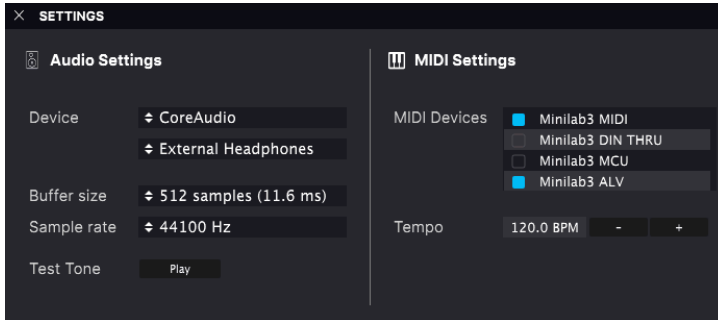 SETTINGS
Audio Settings
Device
CoreAudio
External Headphones
Buffer size
512 samples (11.6 ms)
Sample rate
44100 Hz
Test Tone
Play
MIDI Settings
MIDI Devices
Minilab3 MIDI
Minilab3 DIN THRU
Minilab3 MCU
Minilab3 ALV
Tempo
120.0 BPM
-
+